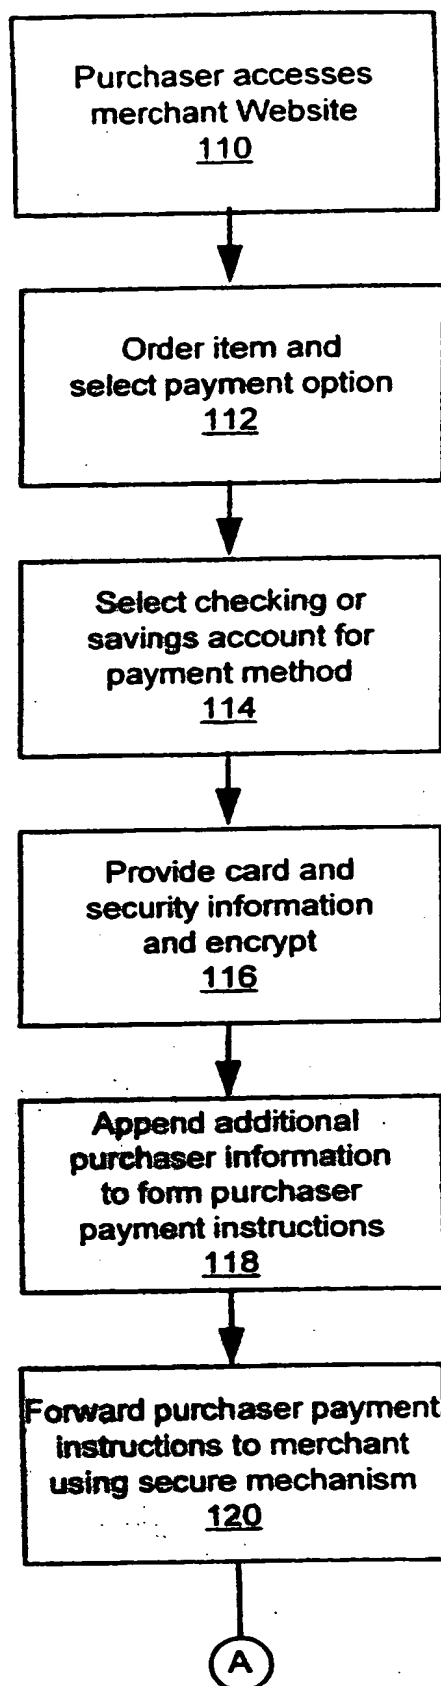 Purchaser accesses
merchant Website
110
Order item and
select payment option
112
Select checking or
savings account for
payment method
114
Provide card and
security information
and encrypt
116
Append additional
purchaser information
to form purchaser
payment instructions
118
Forward purchaser payment
instructions to merchant
using secure mechanism
120
A